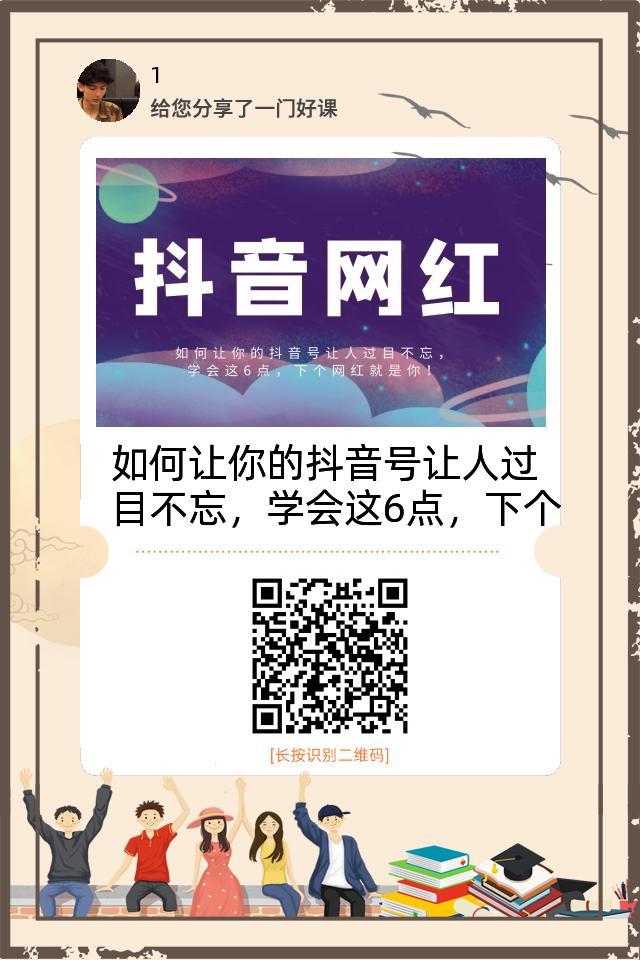 1
给您分享了一门好课
抖音网红
如何让你的抖音号让人过目不忘，
学会这6点，下个网红就是你！
如何让你的抖音号让人过
目不忘，学会这6点，下个
[长按识别二维码]